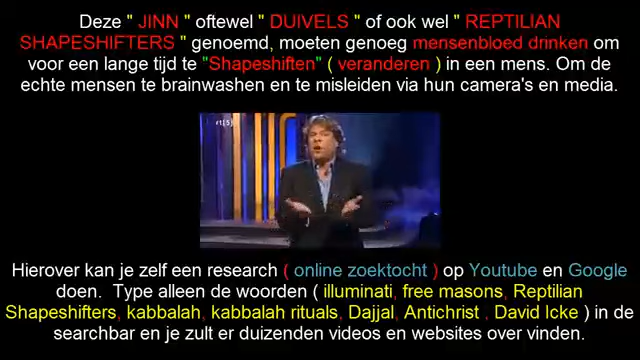 Deze " JINN " oftewel " DUIVELS " of ook wel " REPTILIAN
SHAPESHIFTERS " genoemd, moeten genoeg mensenbloed drinken om
voor een lange tijd te "Shapeshiften" ( veranderen ) in een mens. Om de
echte mensen te brainwashen en te misleiden via hun camera's en media.
rtl 5
Hierover kan je zelf een research ( online zoektocht ) op Youtube en Google
doen. Type alleen de woorden ( illuminati, free masons, Reptilian
Shapeshifters, kabbalah, kabbalah rituals, Dajjal, Antichrist , David Icke ) in de
searchbar en je zult er duizenden videos en websites over vinden.